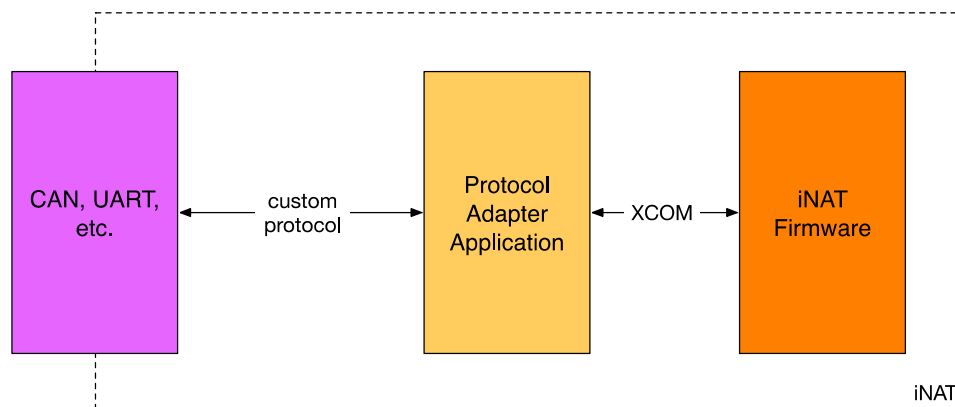 CAN, UART,
etc.
custom
protocol
Protocol
Adapter
Application
XCOM
iNAT
Firmware
iNAT